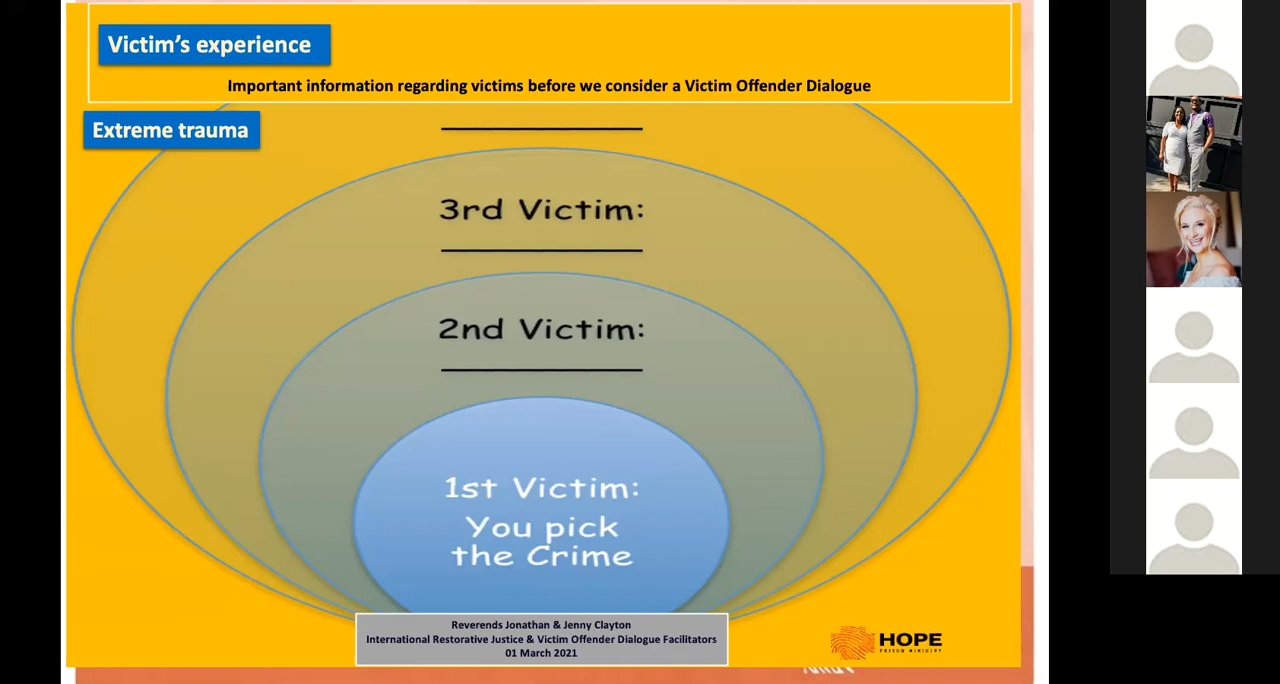 Victim's experience
Important information regarding victims before we consider a Victim Offender Dialogue
Extreme trauma
3rd Victim:
2nd Victim:
1st Victim:
You pick
the Crime
Reverends Jonathan & Jenny Clayton
International Restorative Justice & Victim Offender Dialogue Facilitators
01 March 2021
HOPE
PRISON MINISTRY